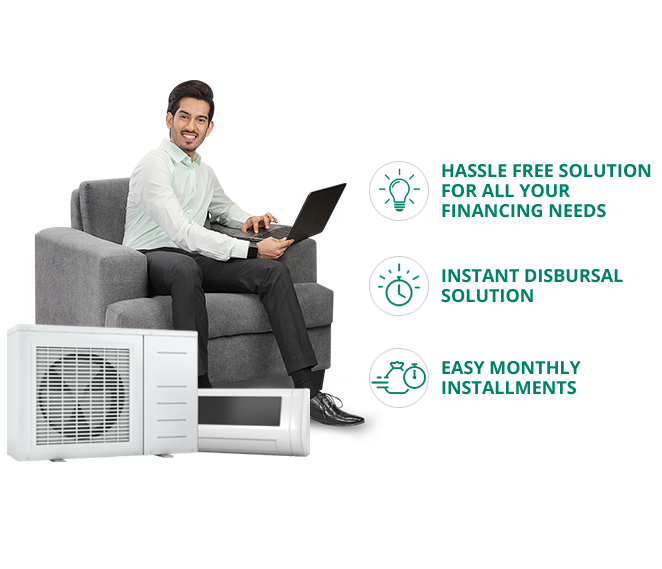 HASSLE FREE SOLUTION
FOR ALL YOUR
FINANCING NEEDS
INSTANT DISBURSAL
SOLUTION
EASY MONTHLY
INSTALLMENTS